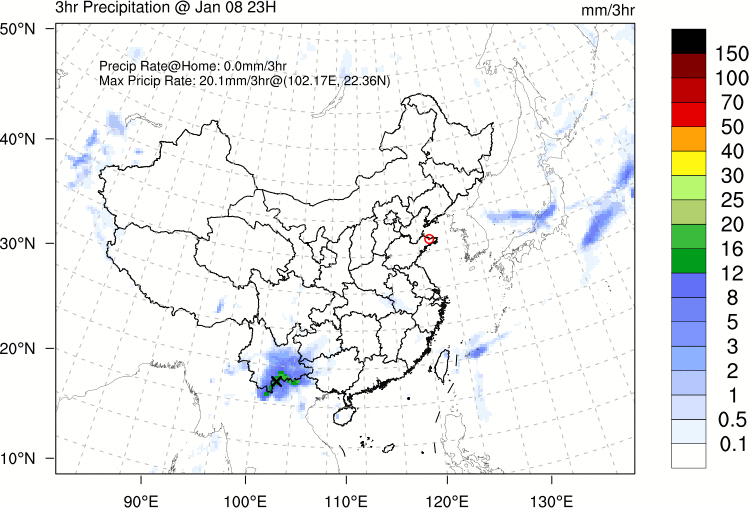 3hr Precipitation @ Jan 08 23H
mm/3hr
Precip Rate@Home: 0.0mm/3hr
Max Pricip Rate: 20.1mm/3hr@(102.17E, 22.36N)
50°N
40°N
30°N
20°N
10°N
90°E
100°E
110°E
120°E
130°E
150
100
70
50
40
30
25
20
16
12
8
5
3
2
1
0.5
0.1